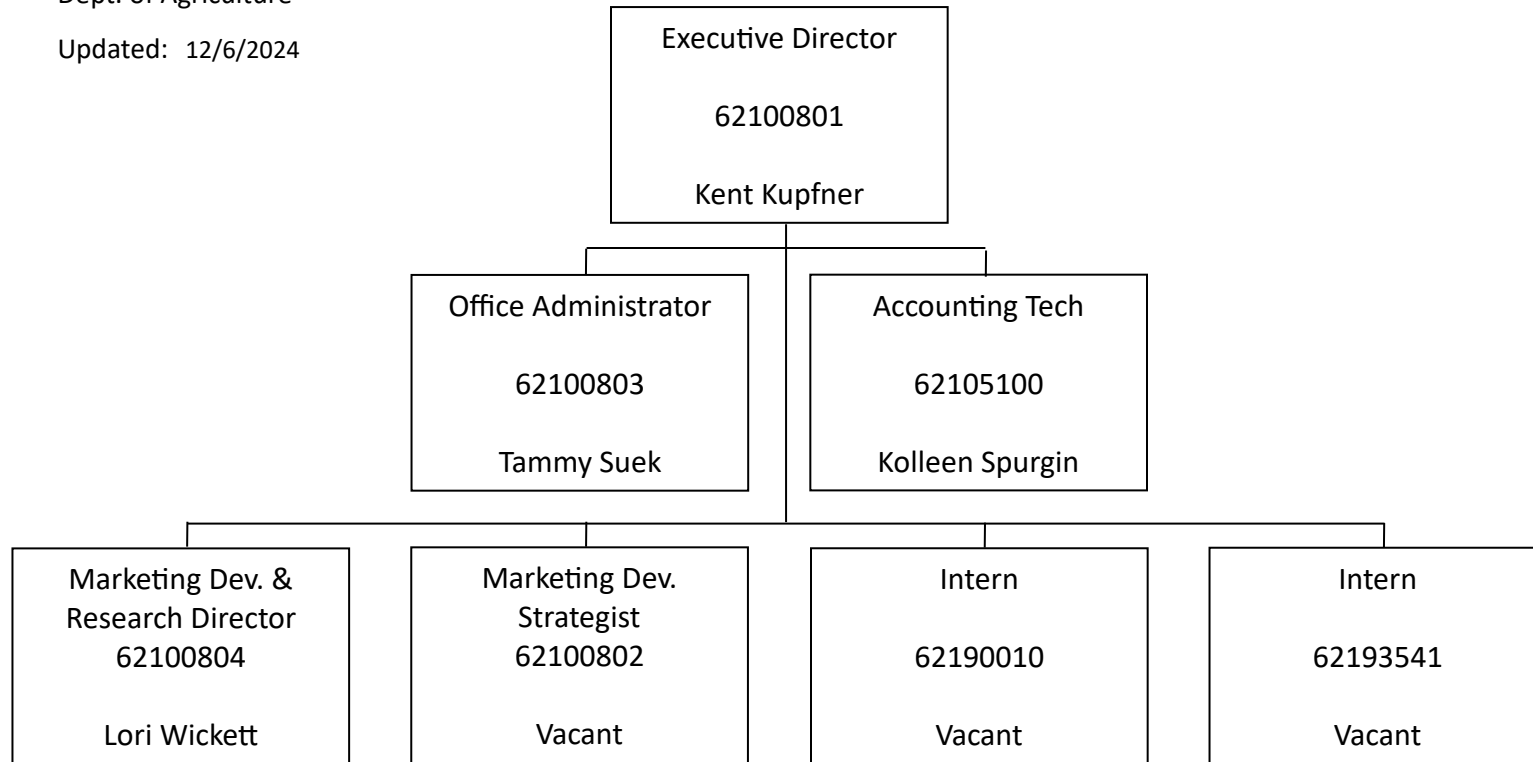 Dept. of Agriculture
Updated: 12/6/2024
Executive Director
62100801
Kent Kupfner
Office Administrator
62100803
Tammy Suek
Accounting Tech
62105100
Kolleen Spurgin
Marketing Dev. &
Research Director
62100804
Lori Wickett
Marketing Dev.
Strategist
62100802
Vacant
Intern
62190010
Vacant
Intern
62193541
Vacant